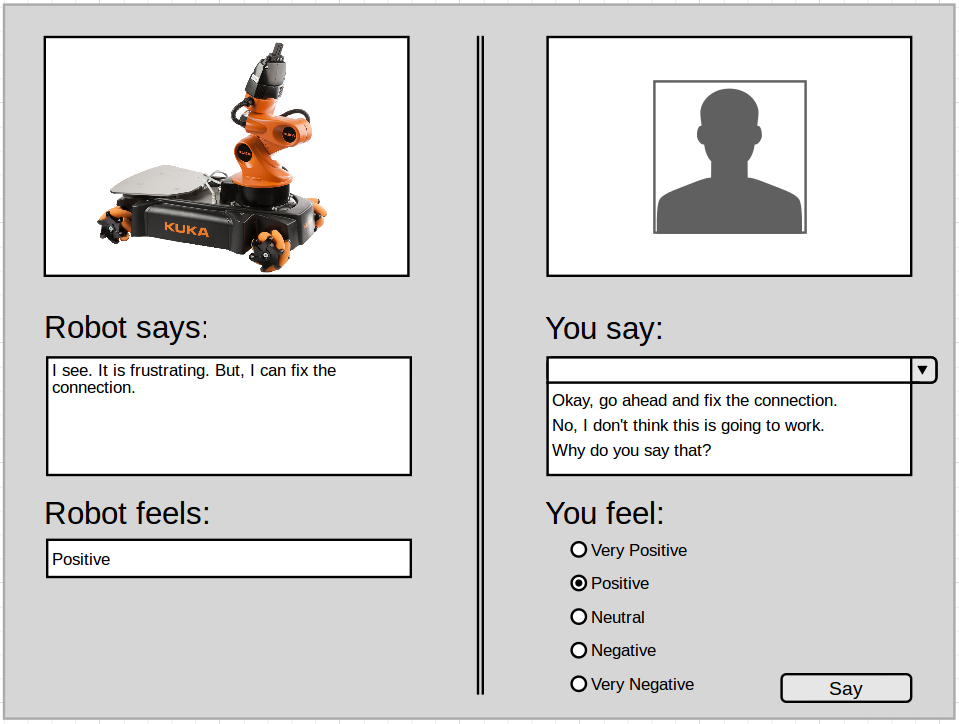 KUKA
Robot says:
I see. It is frustrating. But, I can fix the
connection.
Robot feels:
Positive
You say:
Okay, go ahead and fix the connection.
No, I don't think this is going to work.
Why do you say that?
You feel:
Very Positive
Positive
Neutral
Negative
Very Negative
Say